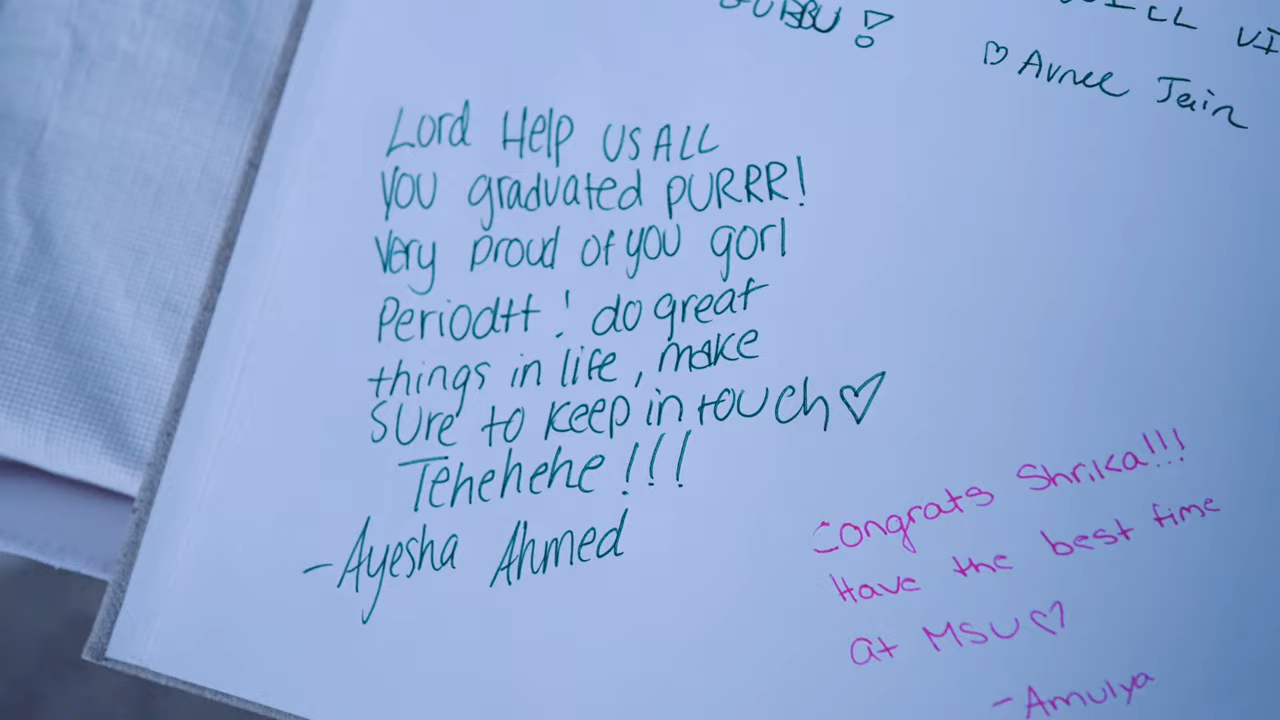 ♡ Avnee Jain
Lord Help US ALL
YOU graduated PURRR!
Very proud of you gorl
Periodtt! do great
things in life, make
sure to keep in touch♡
Tehehehe!!!
-Ayesha Ahmed
Congrats Shrika!!!
Have the best time
at MSU♡
-Amulya